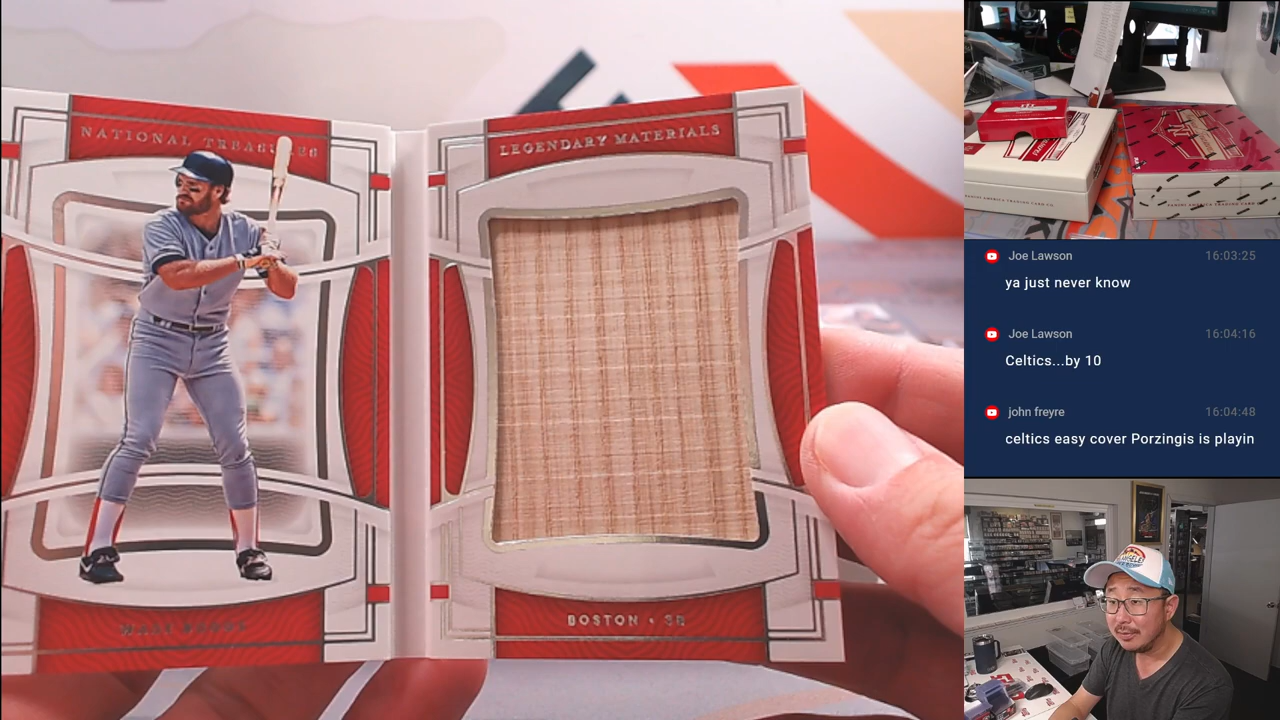 NATIONAL TREASURES
LEGENDARY MATERIALS
BOSTON • 3B
Joe Lawson 16:03:25
ya just never know
Joe Lawson 16:04:16
Celtics...by 10
john freyre 16:04:48
celtics easy cover Porzingis is playin